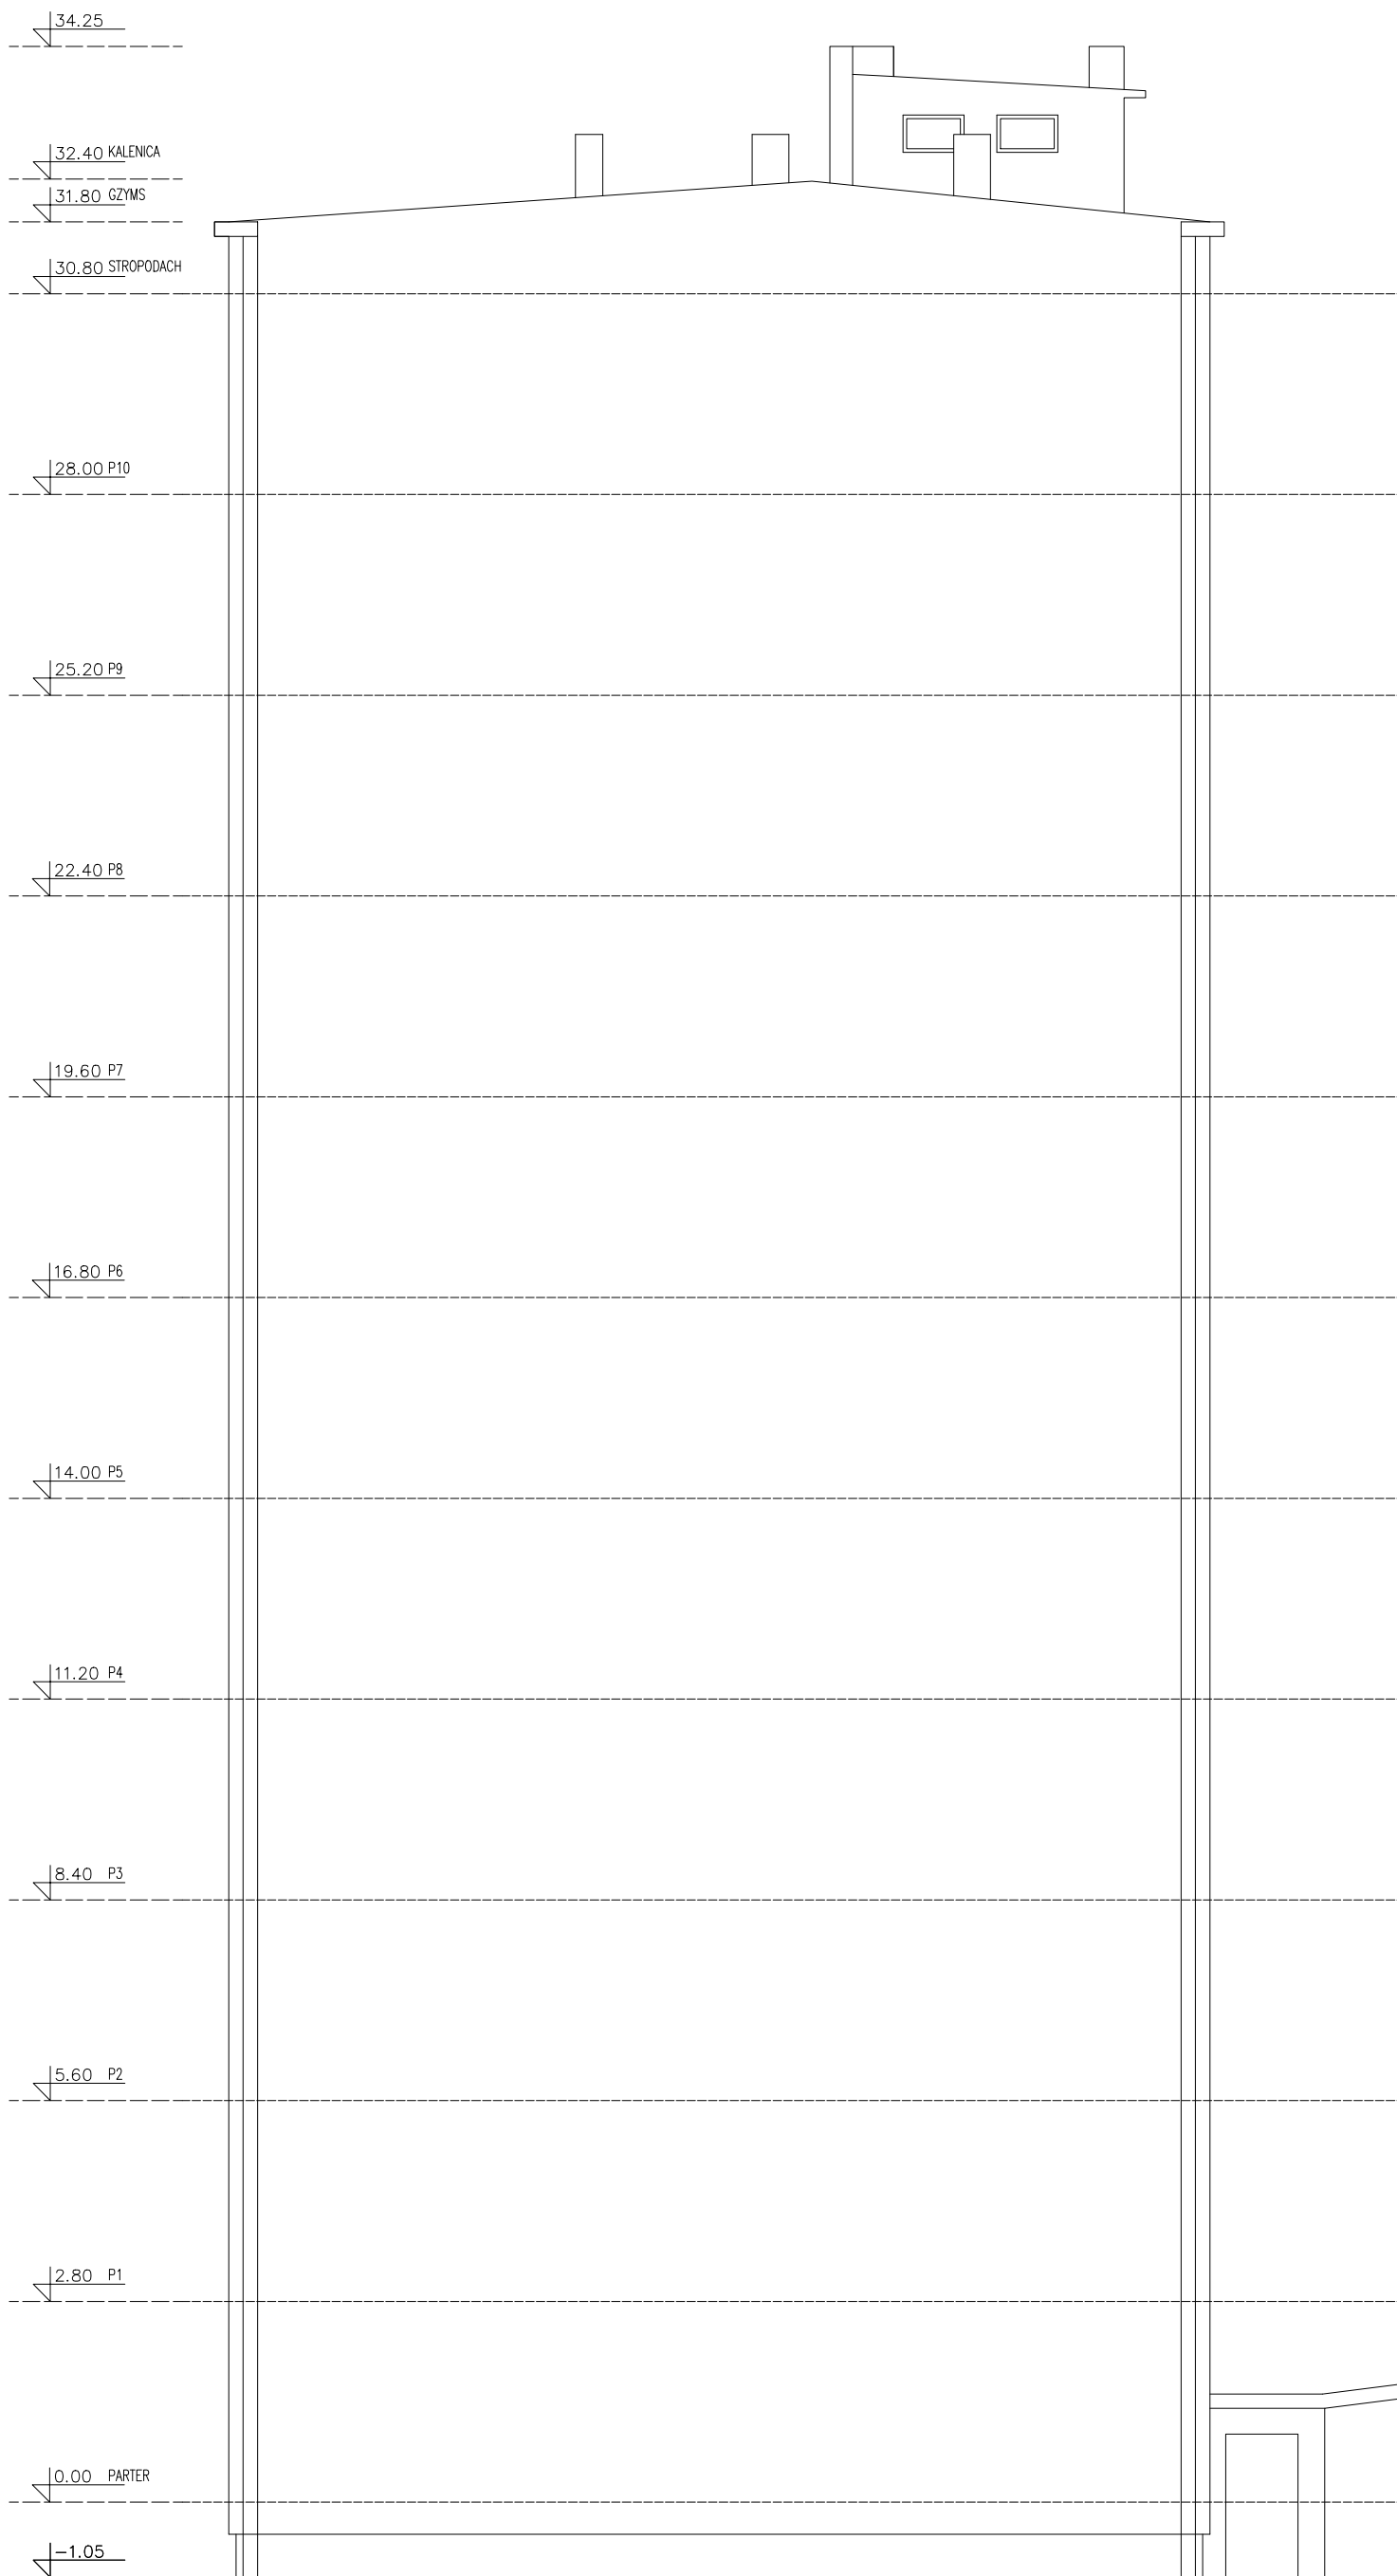 34.25
32.40 KALENICA
31.80 GZYMS
30.80 STROPODACH
28.00 P10
25.20 P9
22.40 P8
19.60 P7
16.80 P6
14.00 P5
11.20 P4
8.40 P3
5.60 P2
2.80 P1
0.00 PARTER
-1.05